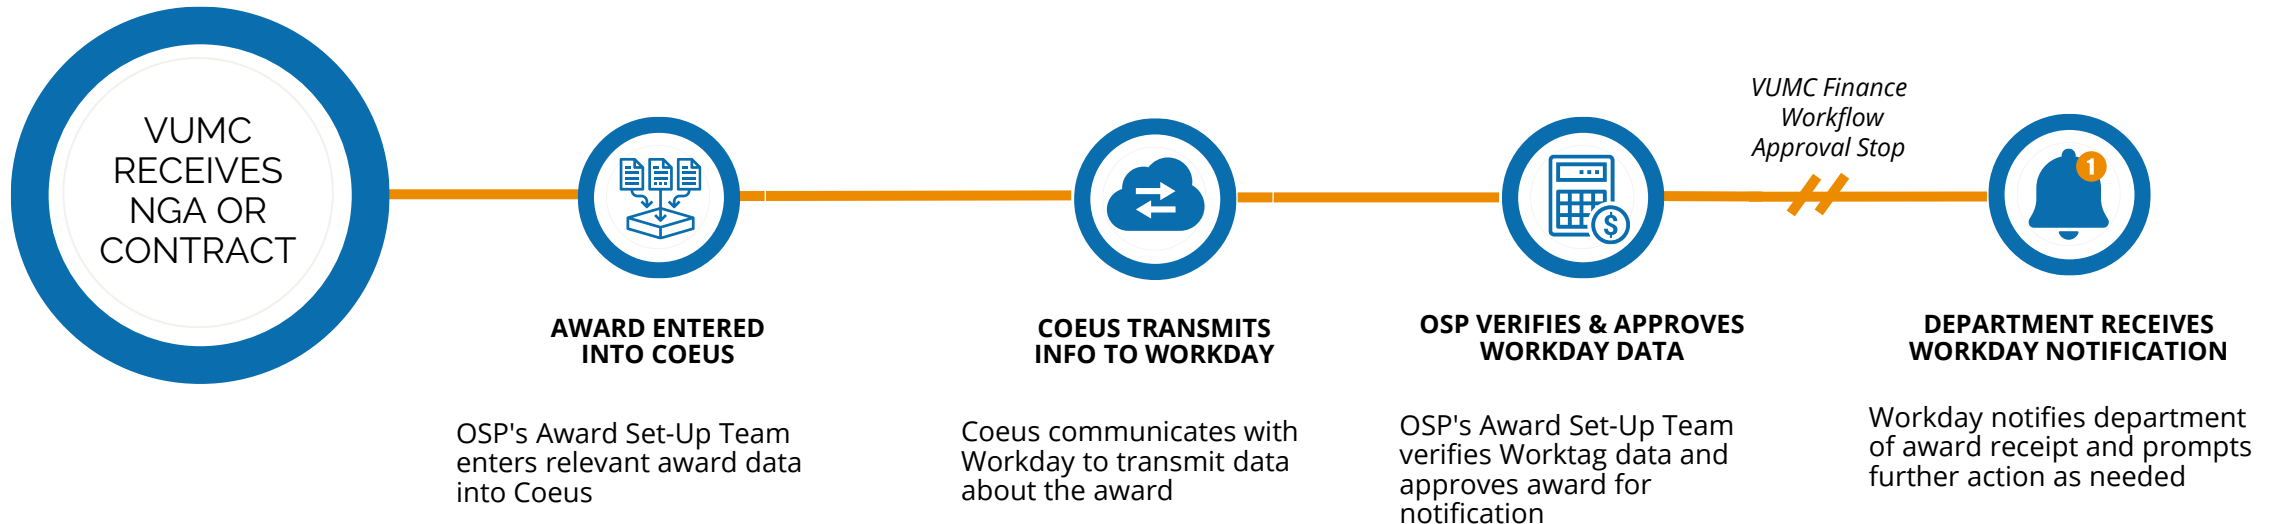 VUMC
RECEIVES
NGA OR
CONTRACT
AWARD ENTERED
INTO COEUS
OSP's Award Set-Up Team
enters relevant award data
into Coeus
COEUS TRANSMITS
INFO TO WORKDAY
Coeus communicates with
Workday to transmit data
about the award
$
OSP VERIFIES & APPROVES
WORKDAY DATA
OSP's Award Set-Up Team
verifies Worktag data and
approves award for
notification
VUMC Finance
Workflow
Approval Stop
1
DEPARTMENT RECEIVES
WORKDAY NOTIFICATION
Workday notifies department
of award receipt and prompts
further action as needed